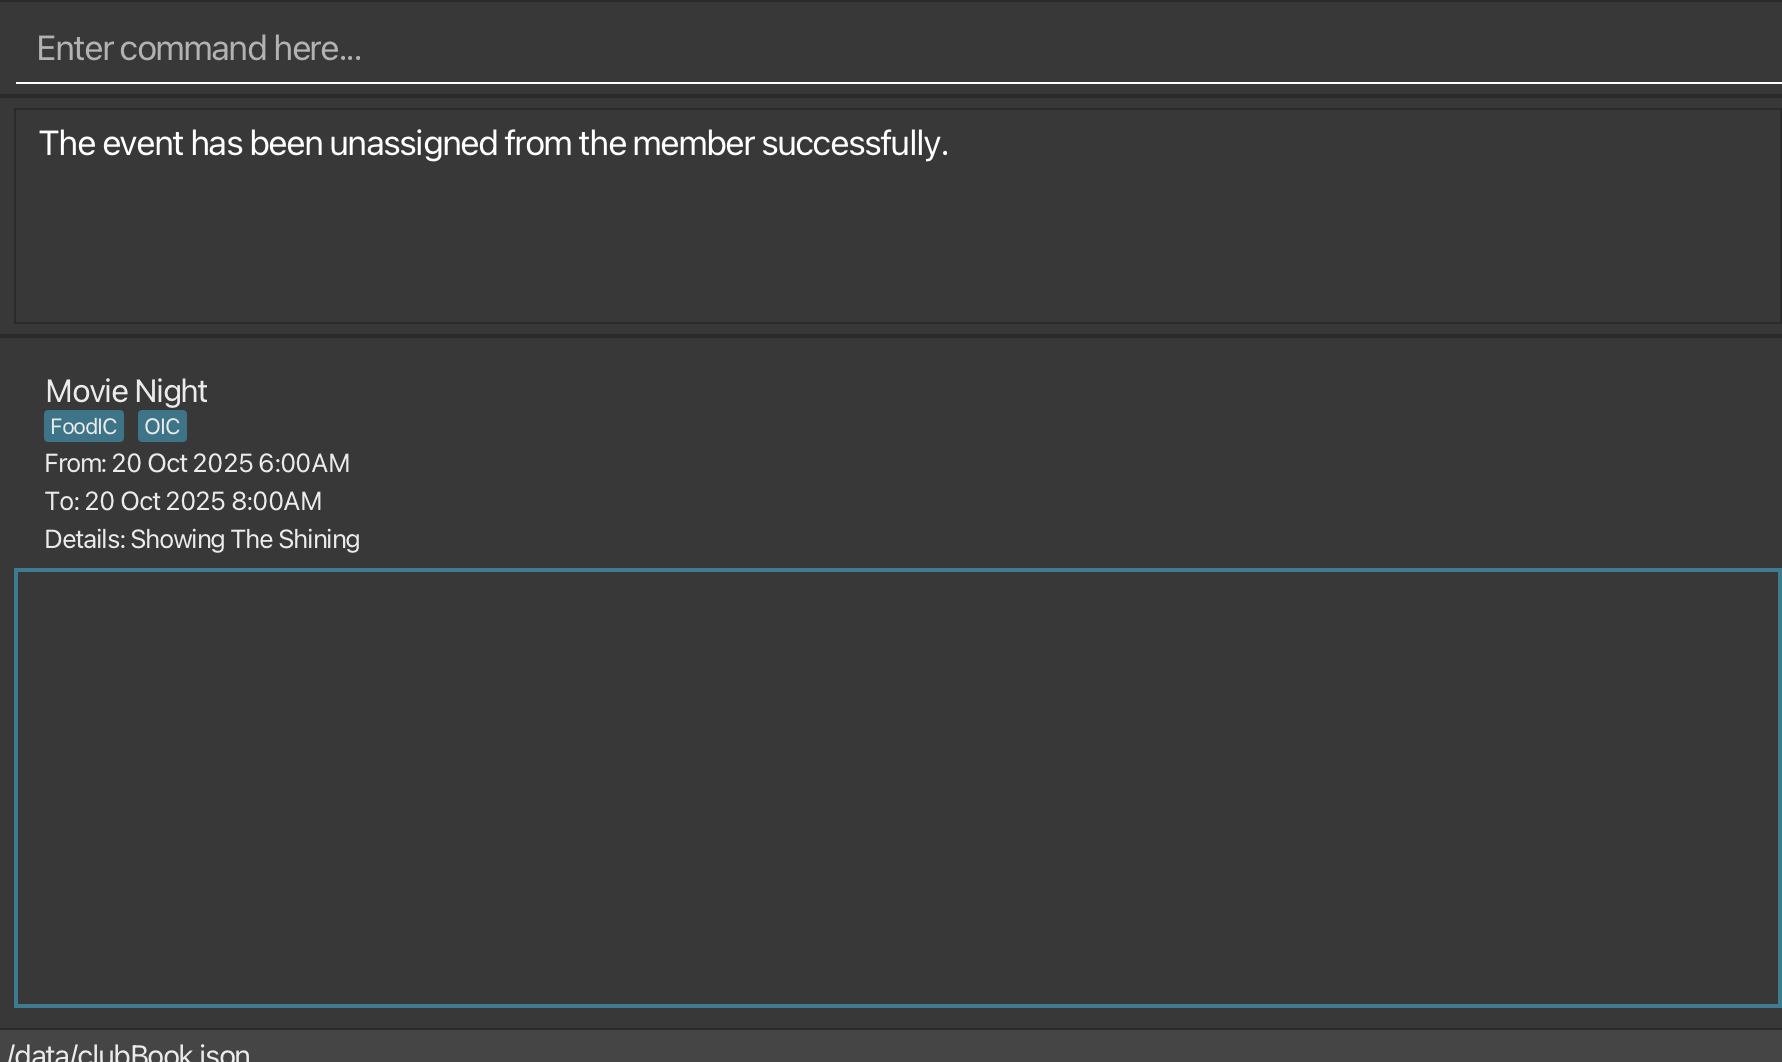 Enter command here...
The event has been unassigned from the member successfully.
Movie Night
FoodIC OIC
From: 20 Oct 2025 6:00AM
To: 20 Oct 2025 8:00AM
Details: Showing The Shining
/data/clubBook.json